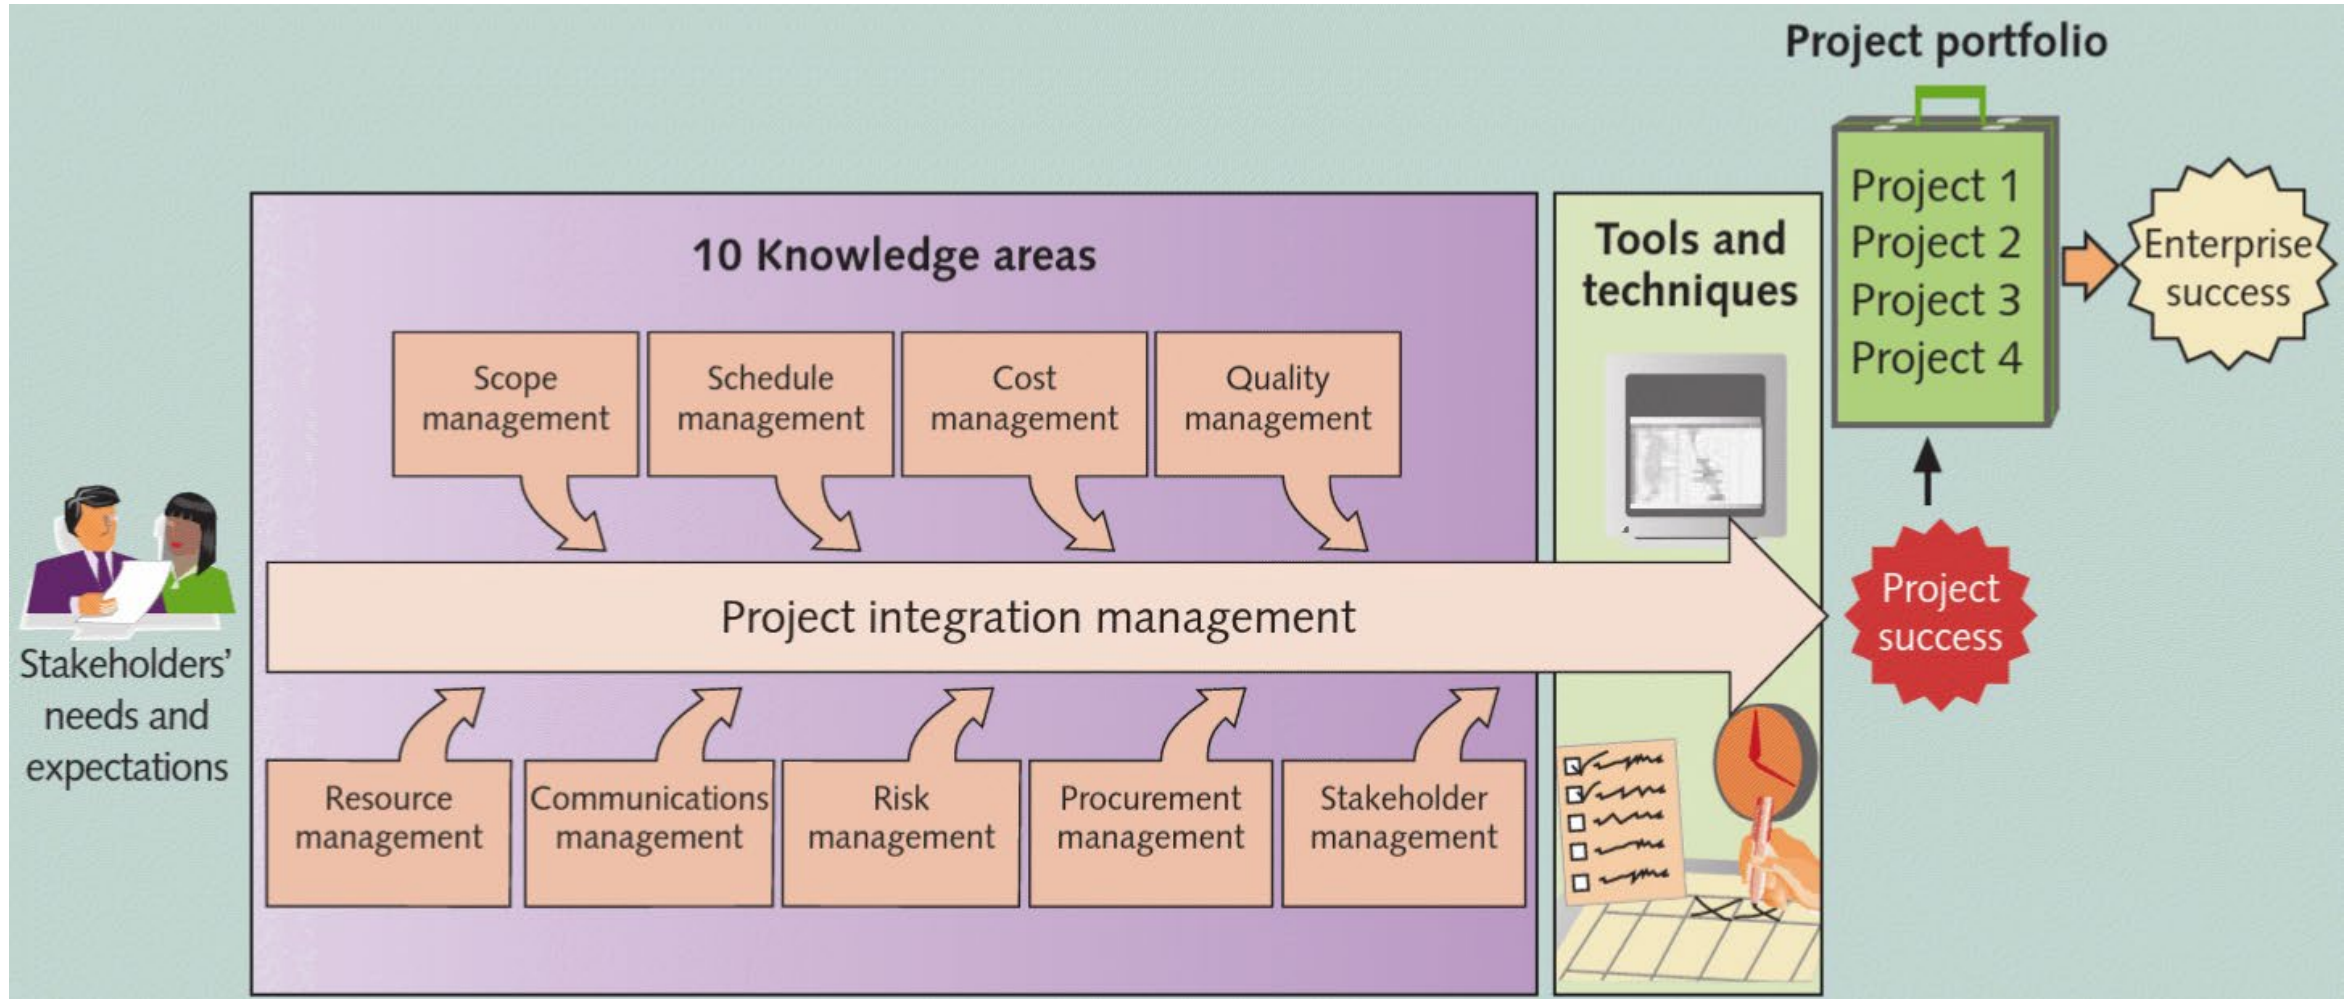 Project portfolio
Project 1
Project 2
Project 3
Project 4
Enterprise
success
10 Knowledge areas
Tools and
techniques
Scope
management
Schedule
management
Cost
management
Quality
management
Project integration management
Project
success
Stakeholders’
needs and
expectations
Resource
management
Communications
management
Risk
management
Procurement
management
Stakeholder
management